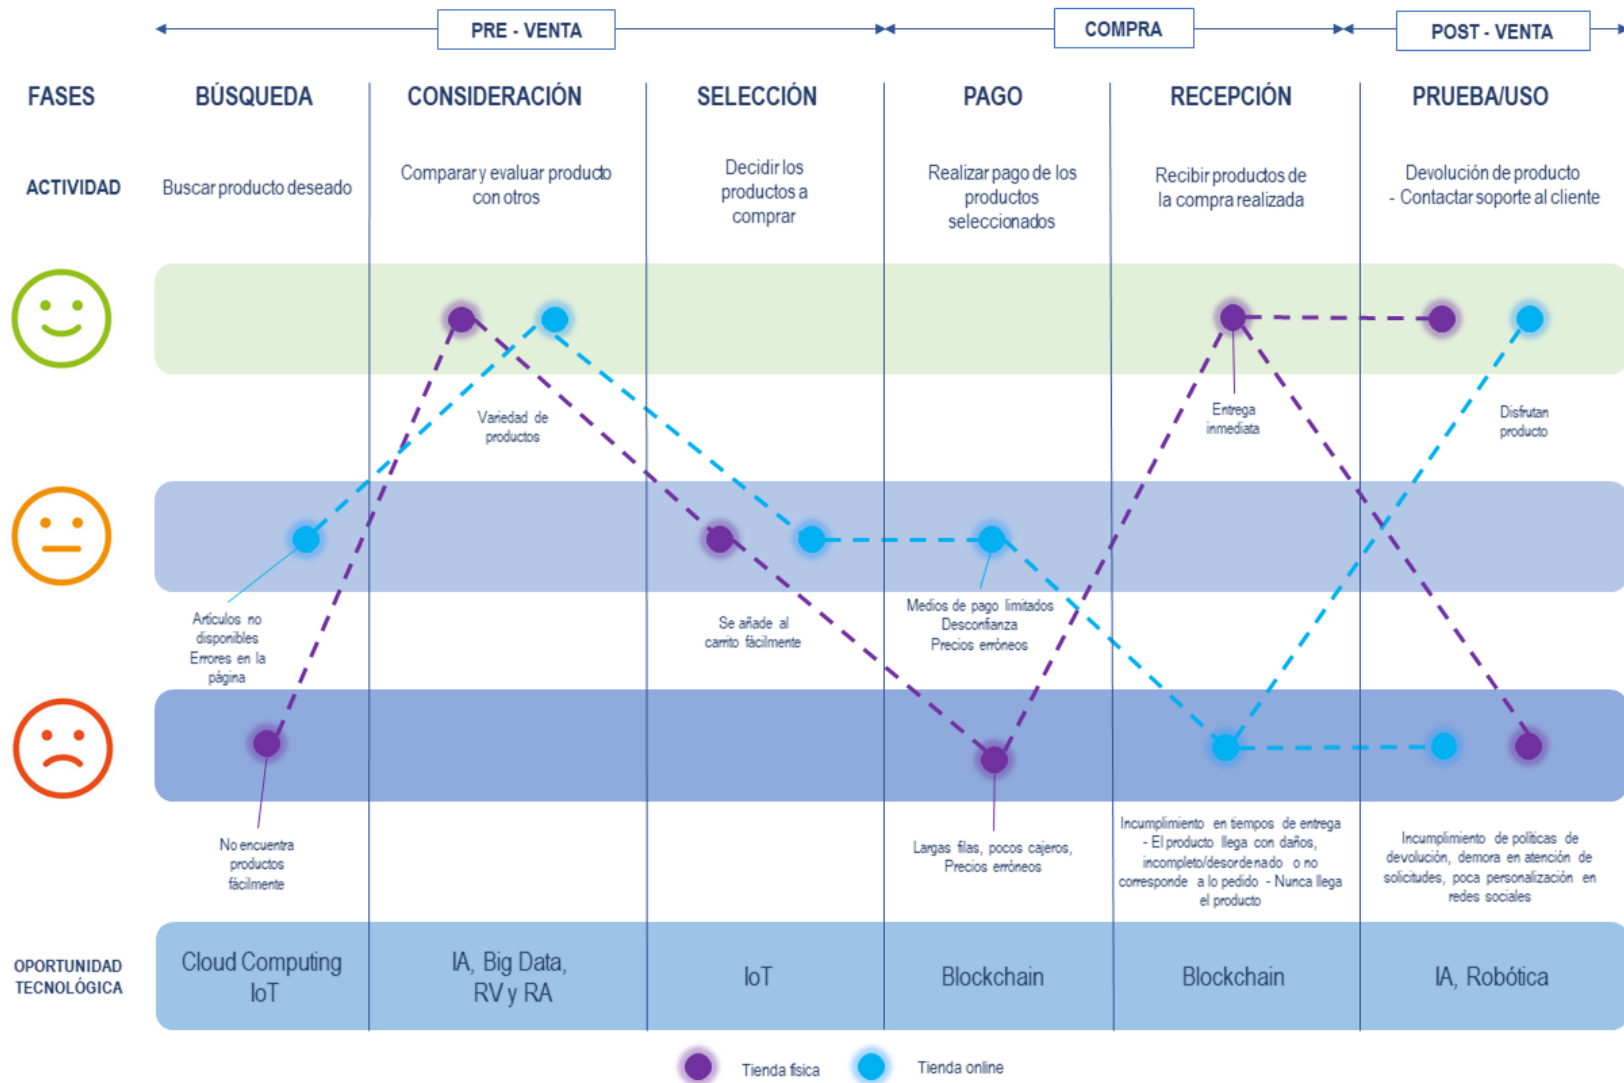 PRE - VENTA
COMPRA
POST - VENTA
FASES
BÚSQUEDA
CONSIDERACIÓN
SELECCIÓN
PAGO
RECEPCIÓN
PRUEBA/USO
ACTIVIDAD
Buscar producto deseado
Comparar y evaluar producto
con otros
Decidir los
productos a
comprar
Realizar pago de los
productos
seleccionados
Recibir productos de
la compra realizada
Devolución de producto
- Contactar soporte al cliente
Variedad de
productos
Entrega
inmediata
Disfrutan
producto
Artículos no
disponibles
Errores en la
página
Se añade al
carrito fácilmente
Medios de pago limitados
Desconfianza
Precios erróneos
No encuentra
productos
fácilmente
Largas filas, pocos cajeros,
Precios erróneos
Incumplimiento en tiempos de entrega
- El producto llega con daños,
incompleto/desordenado o no
corresponde a lo pedido - Nunca llega
el producto
Incumplimiento de políticas de
devolución, demora en atención de
solicitudes, poca personalización en
redes sociales
OPORTUNIDAD
TECNOLÓGICA
Cloud Computing
IoT
IA, Big Data,
RV y RA
IoT
Blockchain
Blockchain
IA, Robótica
Tienda física
Tienda online